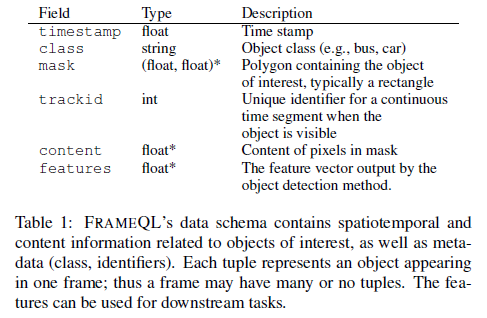 Field Type Description
timestamp float Time stamp
class string Object class (e.g., bus, car)
mask (float, float)* Polygon containing the object
of interest, typically a rectangle
trackid int Unique identifier for a continuous
time segment when the
object is visible
content float* Content of pixels in mask
features float* The feature vector output by the
object detection method.
Table 1: FRAMEQL's data schema contains spatiotemporal and
content information related to objects of interest, as well as meta-
data (class, identifiers). Each tuple represents an object appearing
in one frame; thus a frame may have many or no tuples. The fea-
tures can be used for downstream tasks.